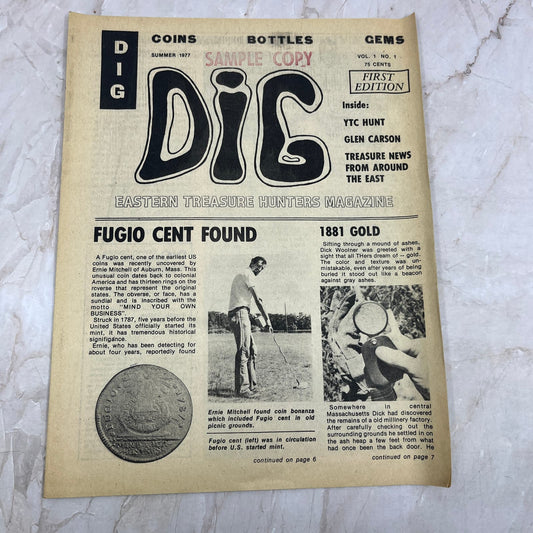 DIG
COINS BOTTLES GEMS
SUMMER 1977
SAMPLE COPY
VOL. 1 NO. 1
75 CENTS
DIG
FIRST
EDITION
Inside:
YTC HUNT
GLEN CARSON
TREASURE NEWS
FROM AROUND
THE EAST
EASTERN TREASURE HUNTERS MAGAZINE
FUGIO CENT FOUND
A Fugio cent, one of the earliest US
coins was recently uncovered by
Ernie Mitchell of Auburn, Mass. This
unusual coin dates back to colonial
America and has thirteen rings on the
reverse that represent the original
states. The obverse, or face, has a
sundial and is inscribed with the
motto "MIND YOUR OWN
BUSINESS".
Struck in 1787, five years before the
United States officially started its
mint, it has tremendous historical
significance.
Ernie, who has been detecting for
about four years, reportedly found
Ernie Mitchell found coin bonanza
which included Fugio cent in old
picnic grounds.
Fugio cent (left) was in circulation
before U.S. started mint.
continued on page 6
1881 GOLD
Sifting through a mound of ashes,
Dick Woolner was greeted with a
sight that all THers dream of -- gold.
The color and texture was un-
mistakable, even after years of being
buried it stood out like a beacon
against gray ashes.
Somewhere in central
Massachusetts Dick had discovered
the remains of a old millinery factory.
After carefully checking out the
surrounding grounds he settled in on
the ash heap a few feet from what
had once been the back door. He
continued on page 7